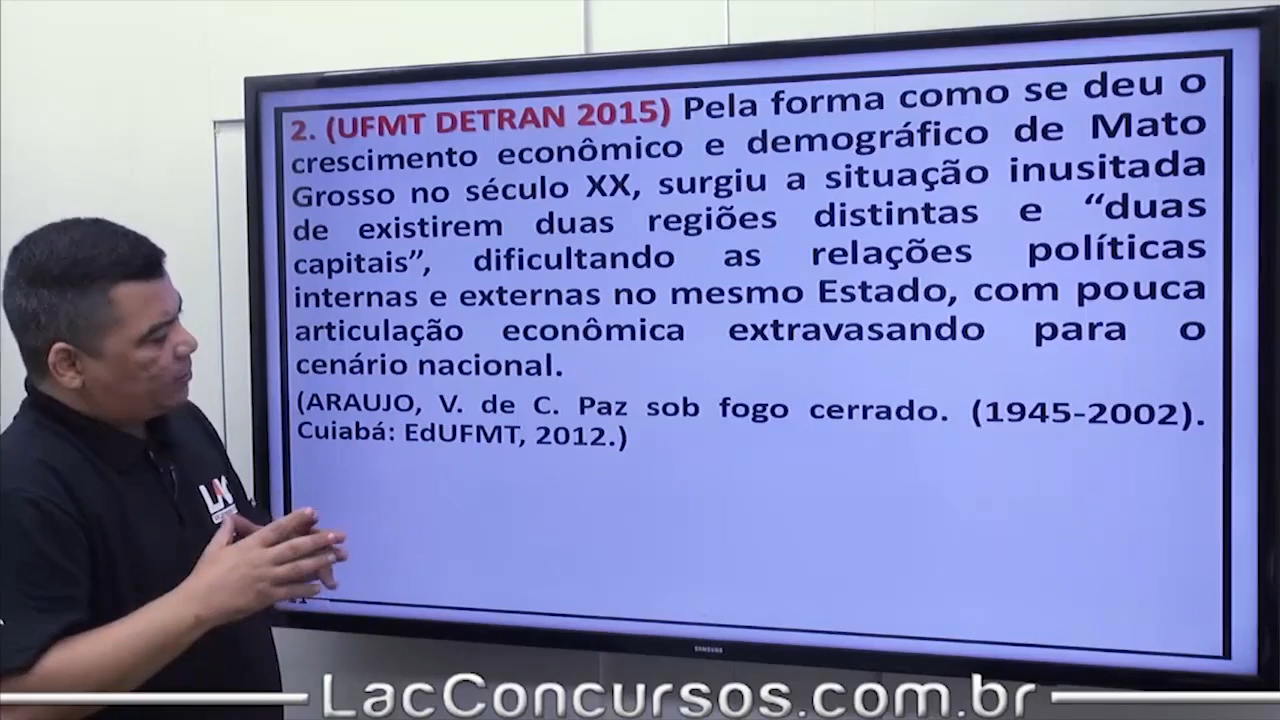 2. (UFMT DETRAN 2015) Pela forma como se deu o
crescimento econômico e demográfico de Mato
Grosso no século XX, surgiu a situação inusitada
de existirem duas regiões distintas e “duas
capitais”, dificultando as relações políticas
internas e externas no mesmo Estado, com pouca
articulação econômica extravasando para o
cenário nacional.
(ARAUJO, V. de C. Paz sob fogo cerrado. (1945-2002).
Cuiabá: EdUFMT, 2012.)
LAC
SAMSUNG
LacConcursos.com.br